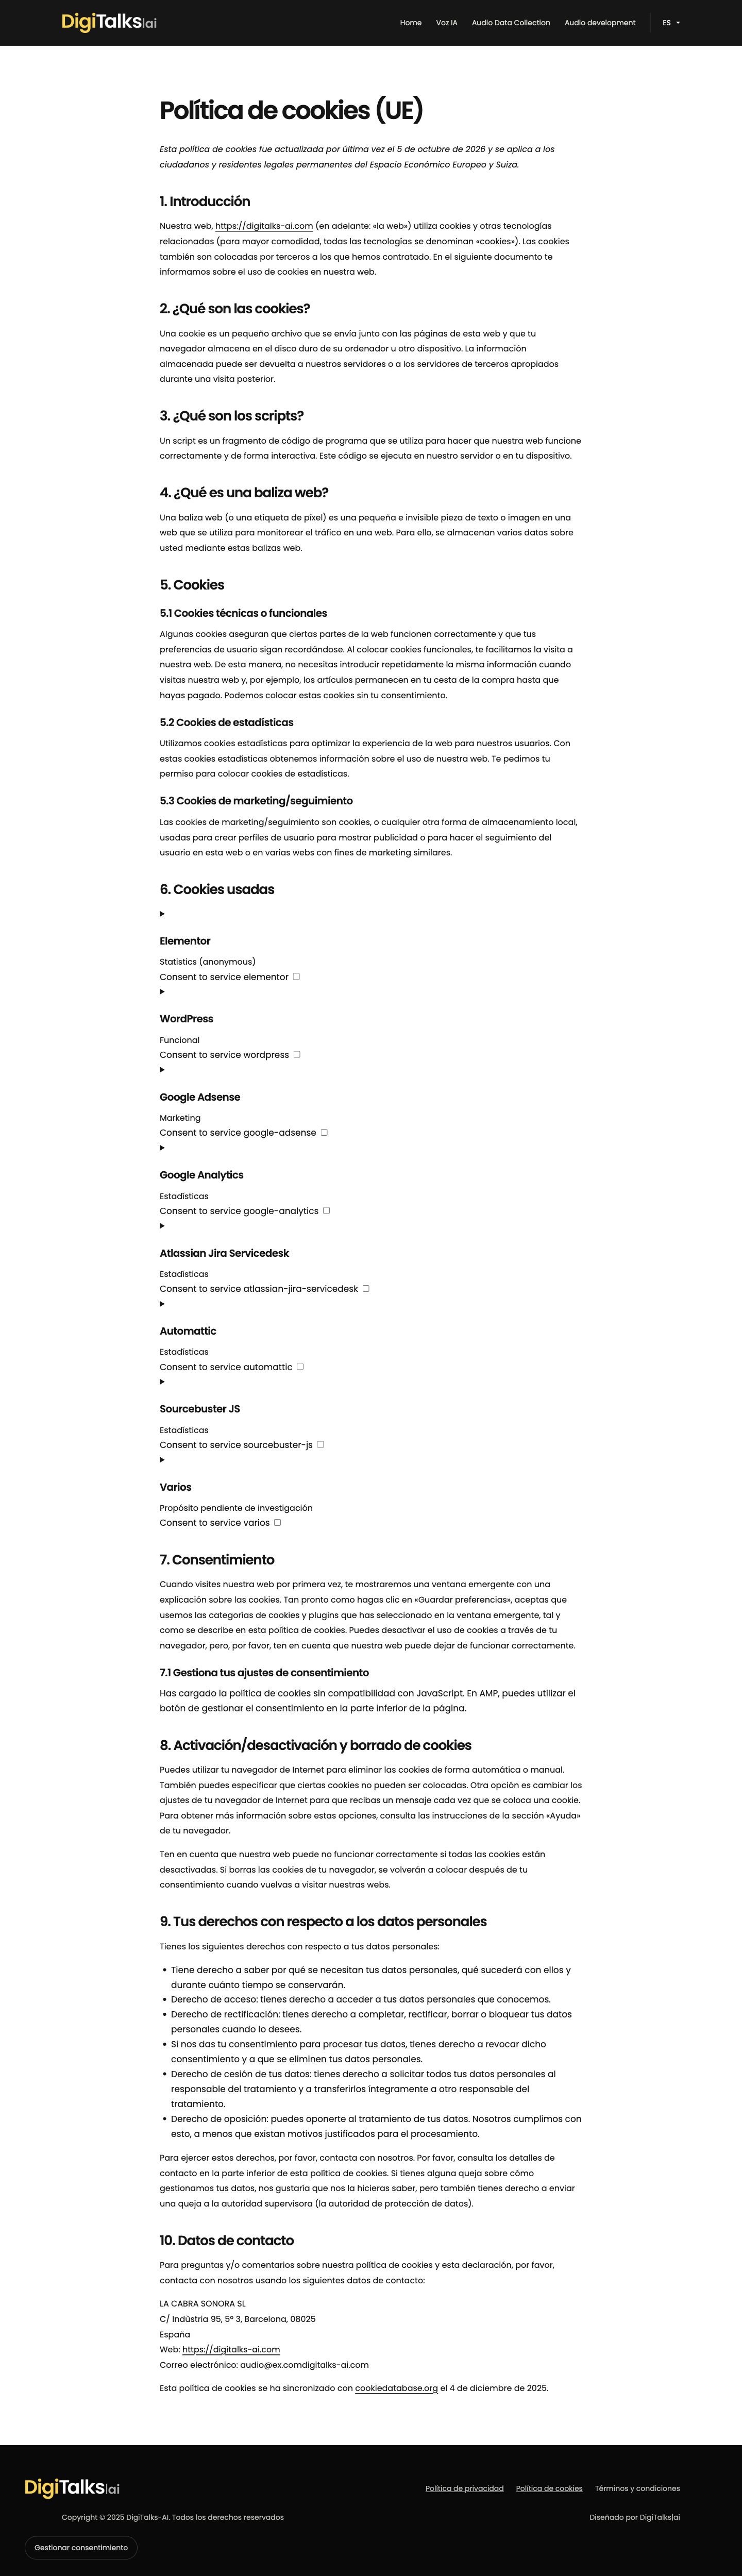 DigiTalks|ai
Home Voz IA Audio Data Collection Audio development ES
Política de cookies (UE)
Esta política de cookies fue actualizada por última vez el 5 de octubre de 2026 y se aplica a los
ciudadanos y residentes legales permanentes del Espacio Económico Europeo y Suiza.
1. Introducción
Nuestra web, https://digitalks-ai.com (en adelante: «la web») utiliza cookies y otras tecnologías
relacionadas (para mayor comodidad, todas las tecnologías se denominan «cookies»). Las cookies
también son colocadas por terceros a los que hemos contratado. En el siguiente documento te
informamos sobre el uso de cookies en nuestra web.
2. ¿Qué son las cookies?
Una cookie es un pequeño archivo que se envía junto con las páginas de esta web y que tu
navegador almacena en el disco duro de su ordenador u otro dispositivo. La información
almacenada puede ser devuelta a nuestros servidores o a los servidores de terceros apropiados
durante una visita posterior.
3. ¿Qué son los scripts?
Un script es un fragmento de código de programa que se utiliza para hacer que nuestra web funcione
correctamente y de forma interactiva. Este código se ejecuta en nuestro servidor o en tu dispositivo.
4. ¿Qué es una baliza web?
Una baliza web (o una etiqueta de píxel) es una pequeña e invisible pieza de texto o imagen en una
web que se utiliza para monitorear el tráfico en una web. Para ello, se almacenan varios datos sobre
usted mediante estas balizas web.
5. Cookies
5.1 Cookies técnicas o funcionales
Algunas cookies aseguran que ciertas partes de la web funcionen correctamente y que tus
preferencias de usuario sigan recordándose. Al colocar cookies funcionales, te facilitamos la visita a
nuestra web. De esta manera, no necesitas introducir repetidamente la misma información cuando
visitas nuestra web y, por ejemplo, los artículos permanecen en tu cesta de la compra hasta que
hayas pagado. Podemos colocar estas cookies sin tu consentimiento.
5.2 Cookies de estadísticas
Utilizamos cookies estadísticas para optimizar la experiencia de la web para nuestros usuarios. Con
estas cookies estadísticas obtenemos información sobre el uso de nuestra web. Te pedimos tu
permiso para colocar cookies de estadísticas.
5.3 Cookies de marketing/seguimiento
Las cookies de marketing/seguimiento son cookies, o cualquier otra forma de almacenamiento local,
usadas para crear perfiles de usuario para mostrar publicidad o para hacer el seguimiento del
usuario en esta web o en varias webs con fines de marketing similares.
6. Cookies usadas
Elementor
Statistics (anonymous)
Consent to service elementor
WordPress
Funcional
Consent to service wordpress
Google Adsense
Marketing
Consent to service google-adsense
Google Analytics
Estadísticas
Consent to service google-analytics
Atlassian Jira Servicedesk
Estadísticas
Consent to service atlassian-jira-servicedesk
Automattic
Estadísticas
Consent to service automattic
Sourcebuster JS
Estadísticas
Consent to service sourcebuster-js
Varios
Propósito pendiente de investigación
Consent to service varios
7. Consentimiento
Cuando visites nuestra web por primera vez, te mostraremos una ventana emergente con una
explicación sobre las cookies. Tan pronto como hagas clic en «Guardar preferencias», aceptas que
usemos las categorías de cookies y plugins que has seleccionado en la ventana emergente, tal y
como se describe en esta política de cookies. Puedes desactivar el uso de cookies a través de tu
navegador, pero, por favor, ten en cuenta que nuestra web puede dejar de funcionar correctamente.
7.1 Gestiona tus ajustes de consentimiento
Has cargado la política de cookies sin compatibilidad con JavaScript. En AMP, puedes utilizar el
botón de gestionar el consentimiento en la parte inferior de la página.
8. Activación/desactivación y borrado de cookies
Puedes utilizar tu navegador de Internet para eliminar las cookies de forma automática o manual.
También puedes especificar que ciertas cookies no pueden ser colocadas. Otra opción es cambiar los
ajustes de tu navegador de Internet para que recibas un mensaje cada vez que se coloca una cookie.
Para obtener más información sobre estas opciones, consulta las instrucciones de la sección «Ayuda»
de tu navegador.
Ten en cuenta que nuestra web puede no funcionar correctamente si todas las cookies están
desactivadas. Si borras las cookies de tu navegador, se volverán a colocar después de tu
consentimiento cuando vuelvas a visitar nuestras webs.
9. Tus derechos con respecto a los datos personales
Tienes los siguientes derechos con respecto a tus datos personales:
• Tiene derecho a saber por qué se necesitan tus datos personales, qué sucederá con ellos y
durante cuánto tiempo se conservarán.
• Derecho de acceso: tienes derecho a acceder a tus datos personales que conocemos.
• Derecho de rectificación: tienes derecho a completar, rectificar, borrar o bloquear tus datos
personales cuando lo desees.
• Si nos das tu consentimiento para procesar tus datos, tienes derecho a revocar dicho
consentimiento y a que se eliminen tus datos personales.
• Derecho de cesión de tus datos: tienes derecho a solicitar todos tus datos personales al
responsable del tratamiento y a transferirlos íntegramente a otro responsable del
tratamiento.
• Derecho de oposición: puedes oponerte al tratamiento de tus datos. Nosotros cumplimos con
esto, a menos que existan motivos justificados para el procesamiento.
Para ejercer estos derechos, por favor, contacta con nosotros. Por favor, consulta los detalles de
contacto en la parte inferior de esta política de cookies. Si tienes alguna queja sobre cómo
gestionamos tus datos, nos gustaría que nos la hicieras saber, pero también tienes derecho a enviar
una queja a la autoridad supervisora (la autoridad de protección de datos).
10. Datos de contacto
Para preguntas y/o comentarios sobre nuestra política de cookies y esta declaración, por favor,
contacta con nosotros usando los siguientes datos de contacto:
LA CABRA SONORA SL
C/ Indústria 95, 5º 3, Barcelona, 08025
España
Web: https://digitalks-ai.com
Correo electrónico: audio@ex.comdigitalks-ai.com
Esta política de cookies se ha sincronizado con cookiedatabase.org el 4 de diciembre de 2025.
DigiTalks|ai
Política de privacidad Política de cookies Términos y condiciones
Copyright © 2025 DigiTalks-AI. Todos los derechos reservados
Diseñado por DigiTalks|ai
Gestionar consentimiento